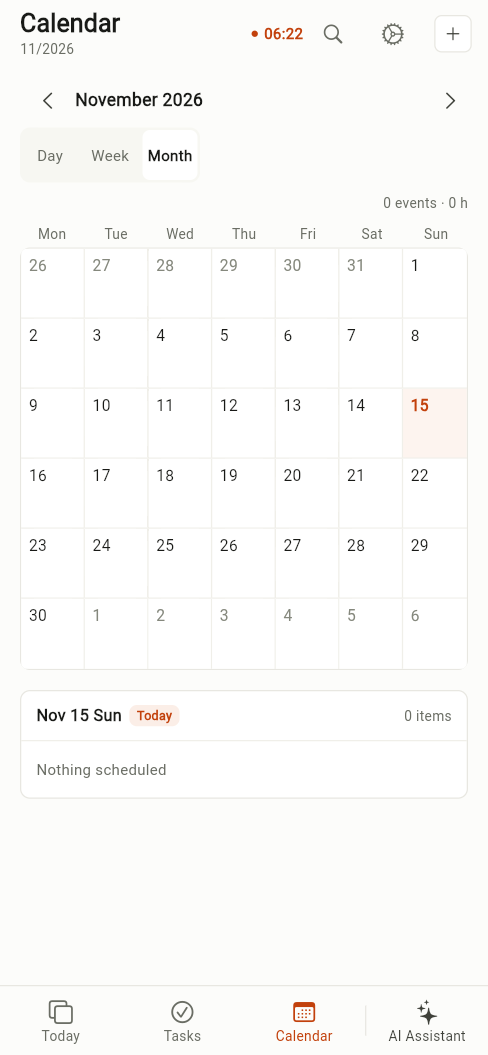 Calendar
11/2026
06:22
November 2026
Day Week Month
0 events · 0 h
Mon Tue Wed Thu Fri Sat Sun
26 27 28 29 30 31 1
2 3 4 5 6 7 8
9 10 11 12 13 14 15
16 17 18 19 20 21 22
23 24 25 26 27 28 29
30 1 2 3 4 5 6
Nov 15 Sun Today 0 items
Nothing scheduled
Today Tasks Calendar AI Assistant